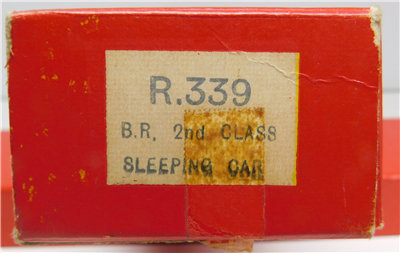 R.339
B.R. 2nd CLASS
SLEEPING CAR